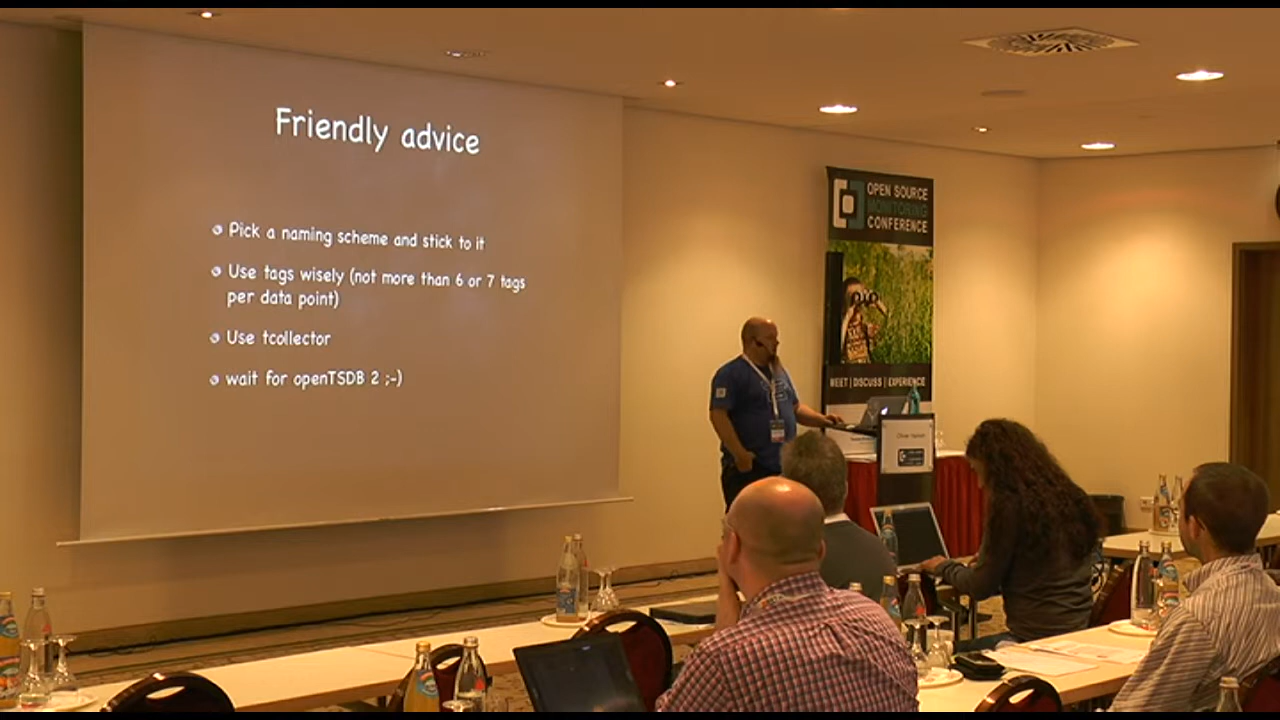 Friendly advice
Pick a naming scheme and stick to it
Use tags wisely (not more than 6 or 7 tags
per data point)
Use tcollector
wait for openTSDB 2 ;-)
OPEN SOURCE
MONITORING
CONFERENCE
MEET | DISCUSS | EXPERIENCE